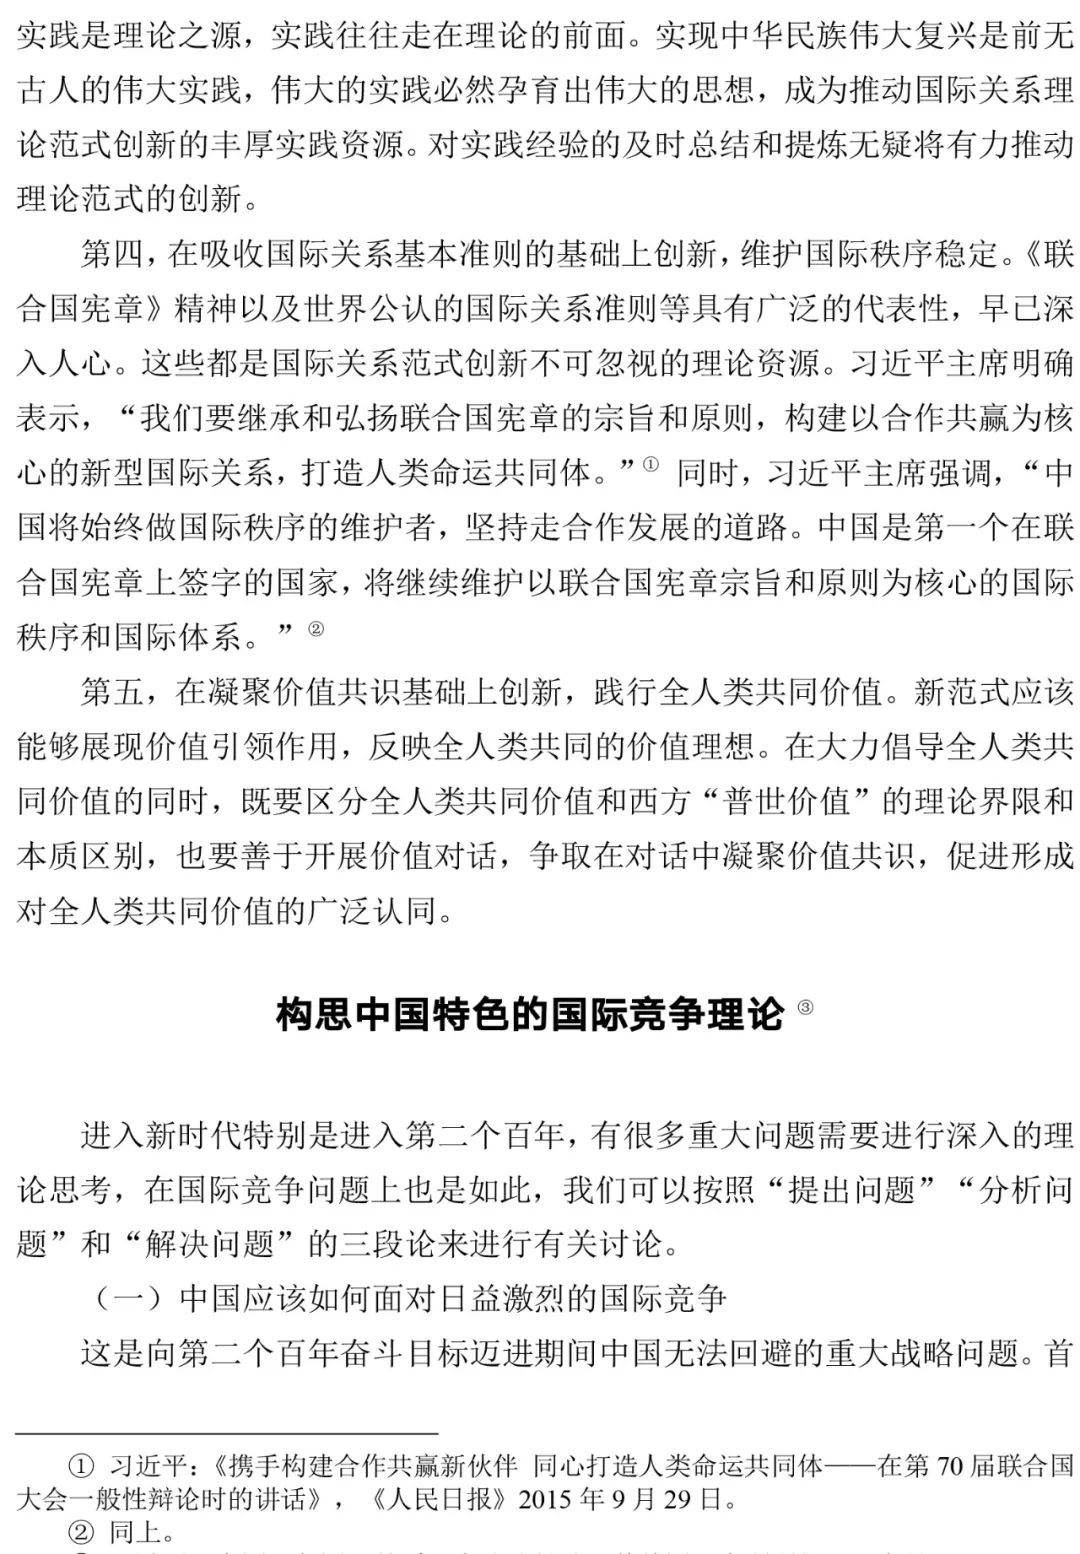 实践是理论之源，实践往往走在理论的前面。实现中华民族伟大复兴是前无
古人的伟大实践，伟大的实践必然孕育出伟大的思想，成为推动国际关系理
论范式创新的丰厚实践资源。对实践经验的及时总结和提炼无疑将有力推动
理论范式的创新。
第四，在吸收国际关系基本准则的基础上创新，维护国际秩序稳定。《联
合国宪章》精神以及世界公认的国际关系准则等具有广泛的代表性，早已深
入人心。这些都是国际关系范式创新不可忽视的理论资源。习近平主席明确
表示，“我们要继承和弘扬联合国宪章的宗旨和原则，构建以合作共赢为核
心的新型国际关系，打造人类命运共同体。”① 同时，习近平主席强调，“中
国将始终做国际秩序的维护者，坚持走合作发展的道路。中国是第一个在联
合国宪章上签字的国家，将继续维护以联合国宪章宗旨和原则为核心的国际
秩序和国际体系。”②
第五，在凝聚价值共识基础上创新，践行全人类共同价值。新范式应该
能够展现价值引领作用，反映全人类共同的价值理想。在大力倡导全人类共
同价值的同时，既要区分全人类共同价值和西方“普世价值”的理论界限和
本质区别，也要善于开展价值对话，争取在对话中凝聚价值共识，促进形成
对全人类共同价值的广泛认同。
构思中国特色的国际竞争理论 ③
进入新时代特别是进入第二个百年，有很多重大问题需要进行深入的理
论思考，在国际竞争问题上也是如此，我们可以按照“提出问题”“分析问
题”和“解决问题”的三段论来进行有关讨论。
（一）中国应该如何面对日益激烈的国际竞争
这是向第二个百年奋斗目标迈进期间中国无法回避的重大战略问题。首
① 习近平：《携手构建合作共赢新伙伴 同心打造人类命运共同体——在第 70 届联合国
大会一般性辩论时的讲话》，《人民日报》2015 年 9 月 29 日。
② 同上。